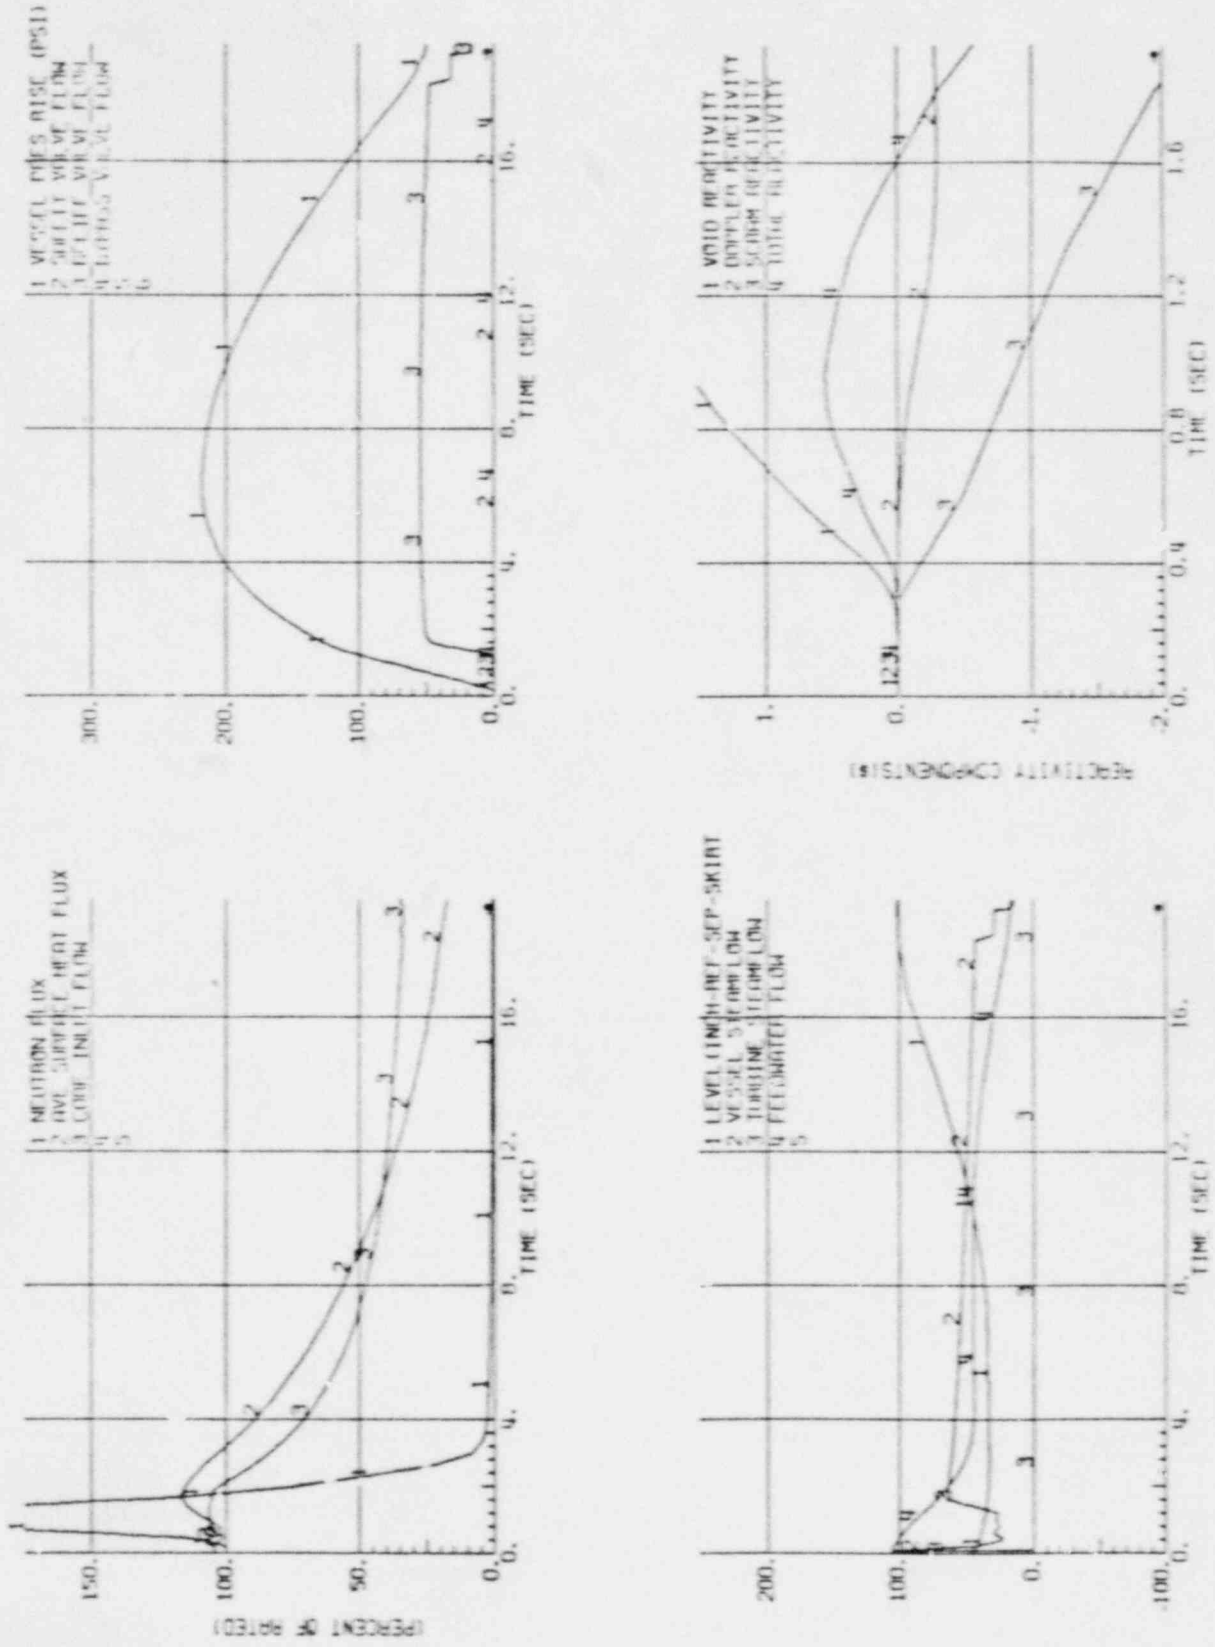 1 NEUTRON FLUX
2 AVE SURFACE HEAT FLUX
3 CORE INLET FLOW
4
5
(PERCENT OF RATED)
150.
100.
50.
0.
0.
4.
8.
12.
16.
TIME (SEC)
1 VESSEL PRES RISE (PSI)
2 SAFETY VALVE FLOW
3 RELIEF VALVE FLOW
4 BYPASS VALVE FLOW
5
6
300.
200.
100.
0.
0.
4.
8.
12.
16.
TIME (SEC)
1 LEVEL (INCH-REF-SEP-SKIRT
2 VESSEL STEAMFLOW
3 TURBINE STEAMFLOW
4 FEEDWATER FLOW
5
200.
100.
0.
-100.
0.
4.
8.
12.
16.
TIME (SEC)
1 VOID REACTIVITY
2 DOPPLER REACTIVITY
3 SCRAM REACTIVITY
4 TOTAL REACTIVITY
REACTIVITY COMPONENTS($)
1.
0.
-1.
-2.
0.
0.4
0.8
1.2
1.6
TIME (SEC)